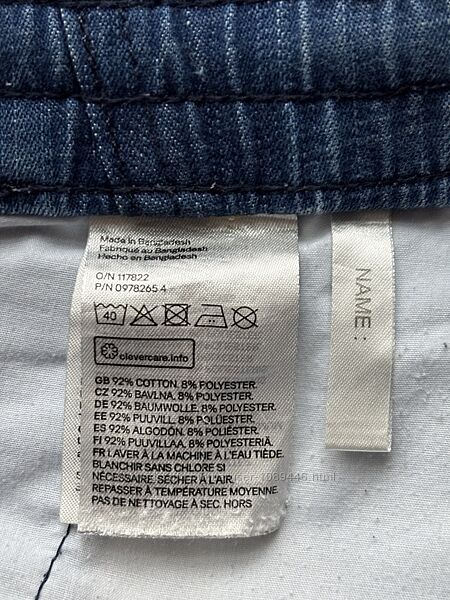 Made in Bangladesh
Fabriqué au Bangladesh
Hecho en Bangladesh
O/N 117822
P/N 0978265 4
40
clevercare.info
GB 92% COTTON. 8% POLYESTER.
CZ 92% BAVLNA. 8% POLYESTER.
DE 92% BAUMWOLLE. 8% POLYESTER.
EE 92% PUUVILL. 8% POLÜESTER.
ES 92% ALGODÓN. 8% POLIÉSTER.
FI 92% PUUVILLAA. 8% POLYESTERIÄ.
FR LAVER À LA MACHINE À L'EAU TIÈDE.
BLANCHIR SANS CHLORE SI
NÉCESSAIRE. SÉCHER À L'AIR.
REPASSER À TEMPÉRATURE MOYENNE.
PAS DE NETTOYAGE À SEC. HORS
NAME :